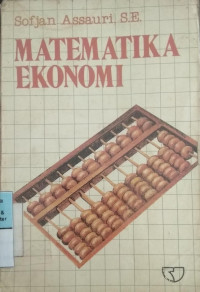 Sofjan Assauri S.E.
MATEMATIKA
EKONOMI